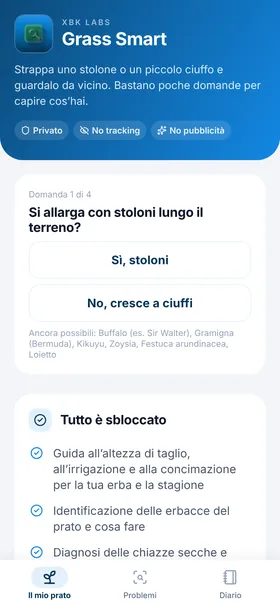 XBK LABS
Grass Smart
Strappa uno stolone o un piccolo ciuffo e
guardalo da vicino. Bastano poche domande per
capire cos'hai.
Privato
No tracking
No pubblicità
Domanda 1 di 4
Si allarga con stoloni lungo il
terreno?
Sì, stoloni
No, cresce a ciuffi
Ancora possibili: Buffalo (es. Sir Walter), Gramigna
(Bermuda), Kikuyu, Zoysia, Festuca arundinacea,
Loietto
Tutto è sbloccato
Guida all'altezza di taglio,
all'irrigazione e alla concimazione
per la tua erba e la stagione
Identificazione delle erbacce del
prato e cosa fare
Diagnosi delle chiazze secche e
Il mio prato
Problemi
Diario